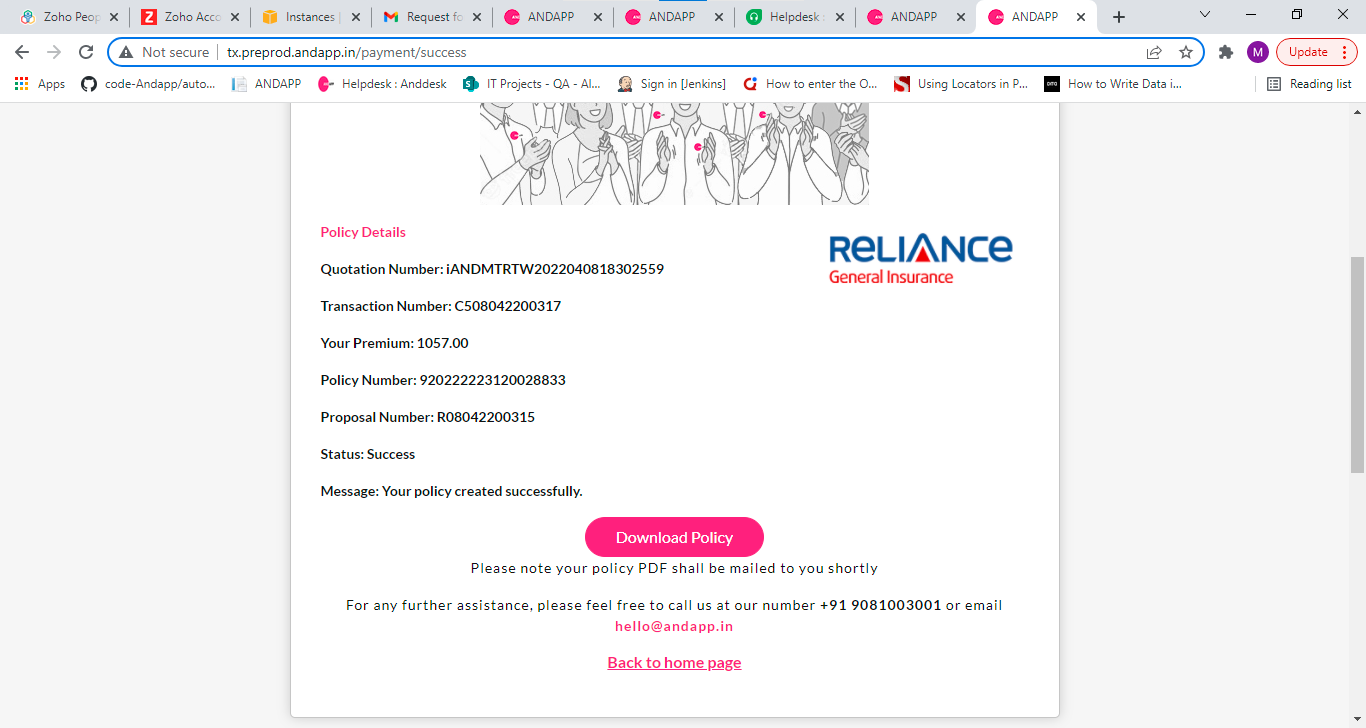 Zoho Peop
Zoho Acco
Instances |
Request fo
ANDAPP
ANDAPP
Helpdesk :
ANDAPP
ANDAPP
Not secure
tx.preprod.andapp.in/payment/success
M
Update
Apps
code-Andapp/auto...
ANDAPP
Helpdesk : Anddesk
IT Projects - QA - Al...
Sign in [Jenkins]
How to enter the O...
Using Locators in P...
How to Write Data i...
Reading list
Policy Details
RELIANCE
General Insurance
Quotation Number: iANDMTRTW2022040818302559
Transaction Number: C508042200317
Your Premium: 1057.00
Policy Number: 920222223120028833
Proposal Number: R08042200315
Status: Success
Message: Your policy created successfully.
Download Policy
Please note your policy PDF shall be mailed to you shortly
For any further assistance, please feel free to call us at our number +91 9081003001 or email
hello@andapp.in
Back to home page